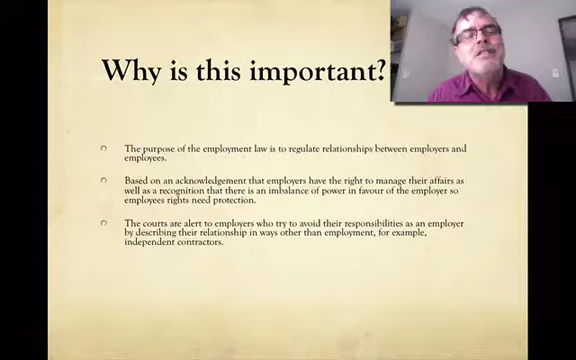 Why is this important?
The purpose of the employment law is to regulate relationships between employers and
employees.
Based on an acknowledgement that employers have the right to manage their affairs as
well as a recognition that there is an imbalance of power in favour of the employer so
employees rights need protection.
The courts are alert to employers who try to avoid their responsibilities as an employer
by describing their relationship in ways other than employment, for example,
independent contractors.